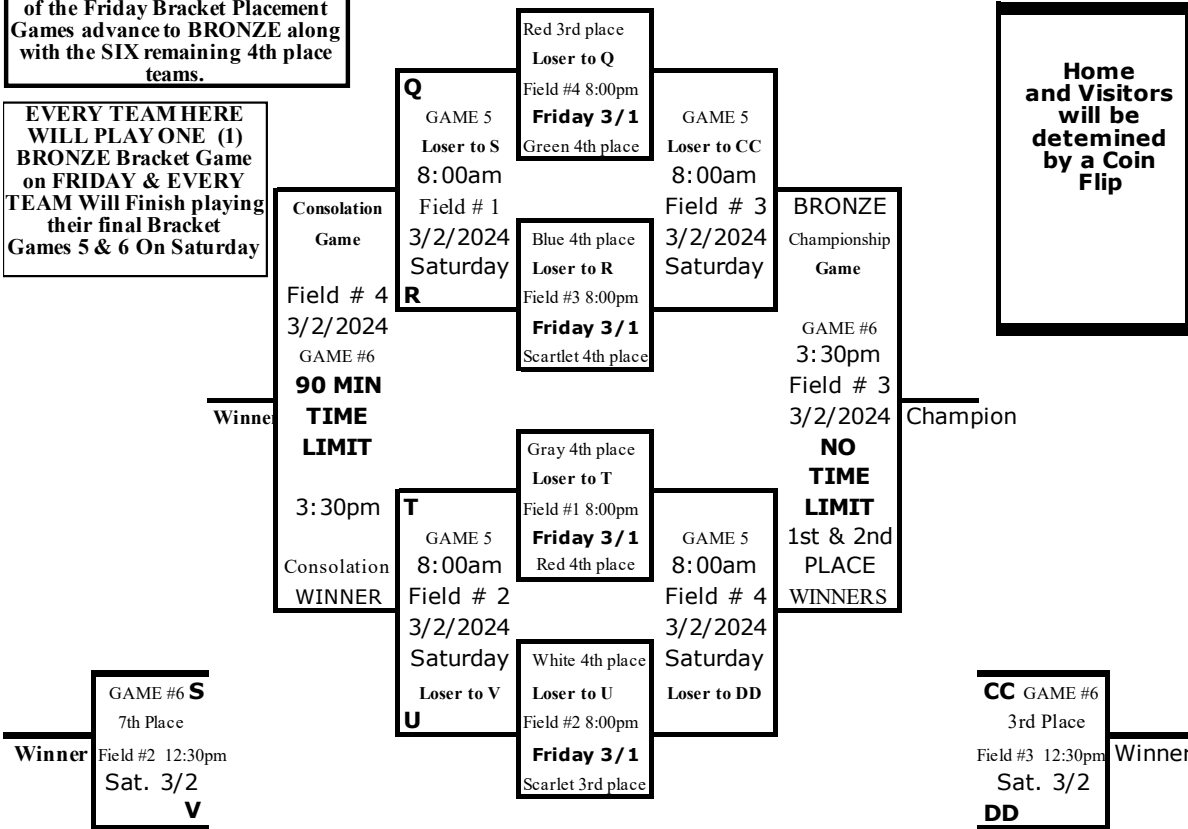 of the Friday Bracket Placement
Games advance to BRONZE along
with the SIX remaining 4th place
teams.
EVERY TEAM HERE
WILL PLAY ONE (1)
BRONZE Bracket Game
on FRIDAY & EVERY
TEAM Will Finish playing
their final Bracket
Games 5 & 6 On Saturday
Winner
Consolation
Game
Field # 4
3/2/2024
GAME #6
90 MIN
TIME
LIMIT
3:30pm
Consolation
WINNER
Q
GAME 5
Loser to S
8:00am
Field # 1
3/2/2024
Saturday
R
T
GAME 5
8:00am
Field # 2
3/2/2024
Saturday
Loser to V
U
Red 3rd place
Loser to Q
Field #4 8:00pm
Friday 3/1
Green 4th place
Blue 4th place
Loser to R
Field #3 8:00pm
Friday 3/1
Scartlet 4th place
Gray 4th place
Loser to T
Field #1 8:00pm
Friday 3/1
Red 4th place
White 4th place
Loser to U
Field #2 8:00pm
Friday 3/1
Scarlet 3rd place
GAME 5
Loser to CC
8:00am
Field # 3
3/2/2024
Saturday
GAME 5
8:00am
Field # 4
3/2/2024
Saturday
Loser to DD
BRONZE
Championship
Game
GAME #6
3:30pm
Field # 3
3/2/2024
NO
TIME
LIMIT
1st & 2nd
PLACE
WINNERS
Champion
Home
and Visitors
will be
detemined
by a Coin
Flip
GAME #6 S
7th Place
Winner
Field #2 12:30pm
Sat. 3/2
V
CC GAME #6
3rd Place
Field #3 12:30pm
Winner
Sat. 3/2
DD